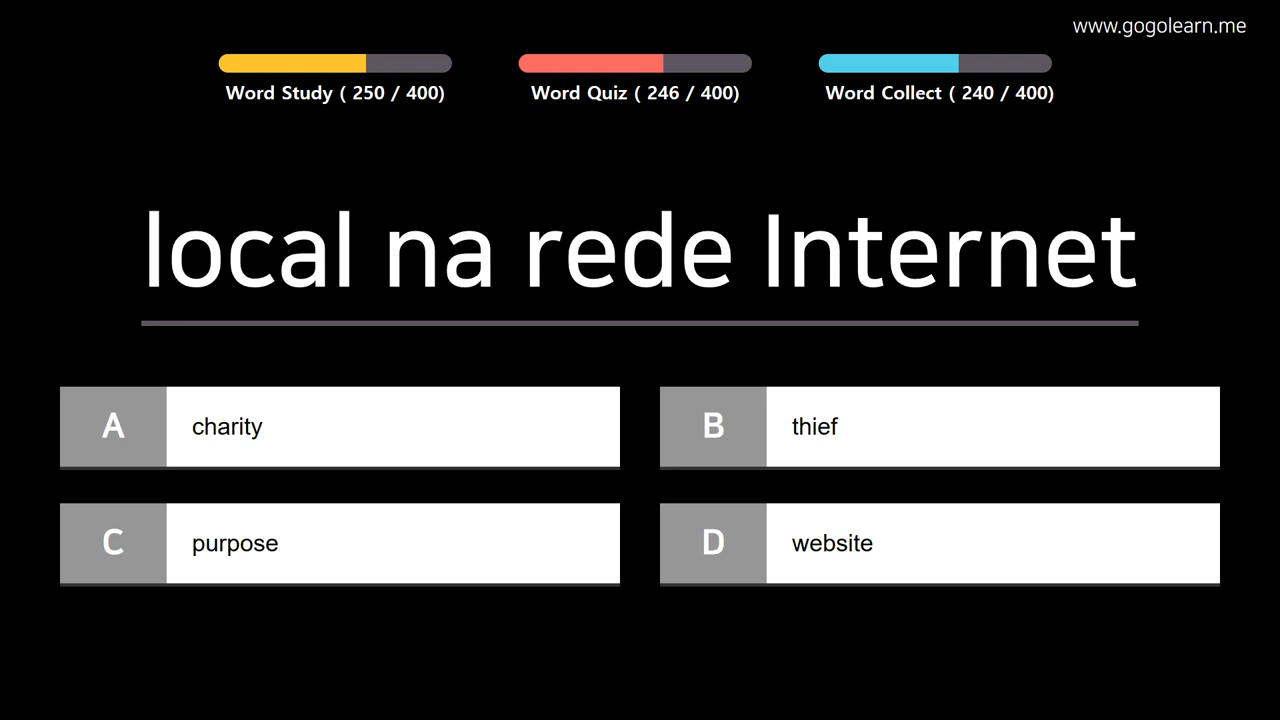 www.gogolearn.me
Word Study ( 250 / 400)
Word Quiz ( 246 / 400)
Word Collect ( 240 / 400)
local na rede Internet
A
charity
B
thief
C
purpose
D
website